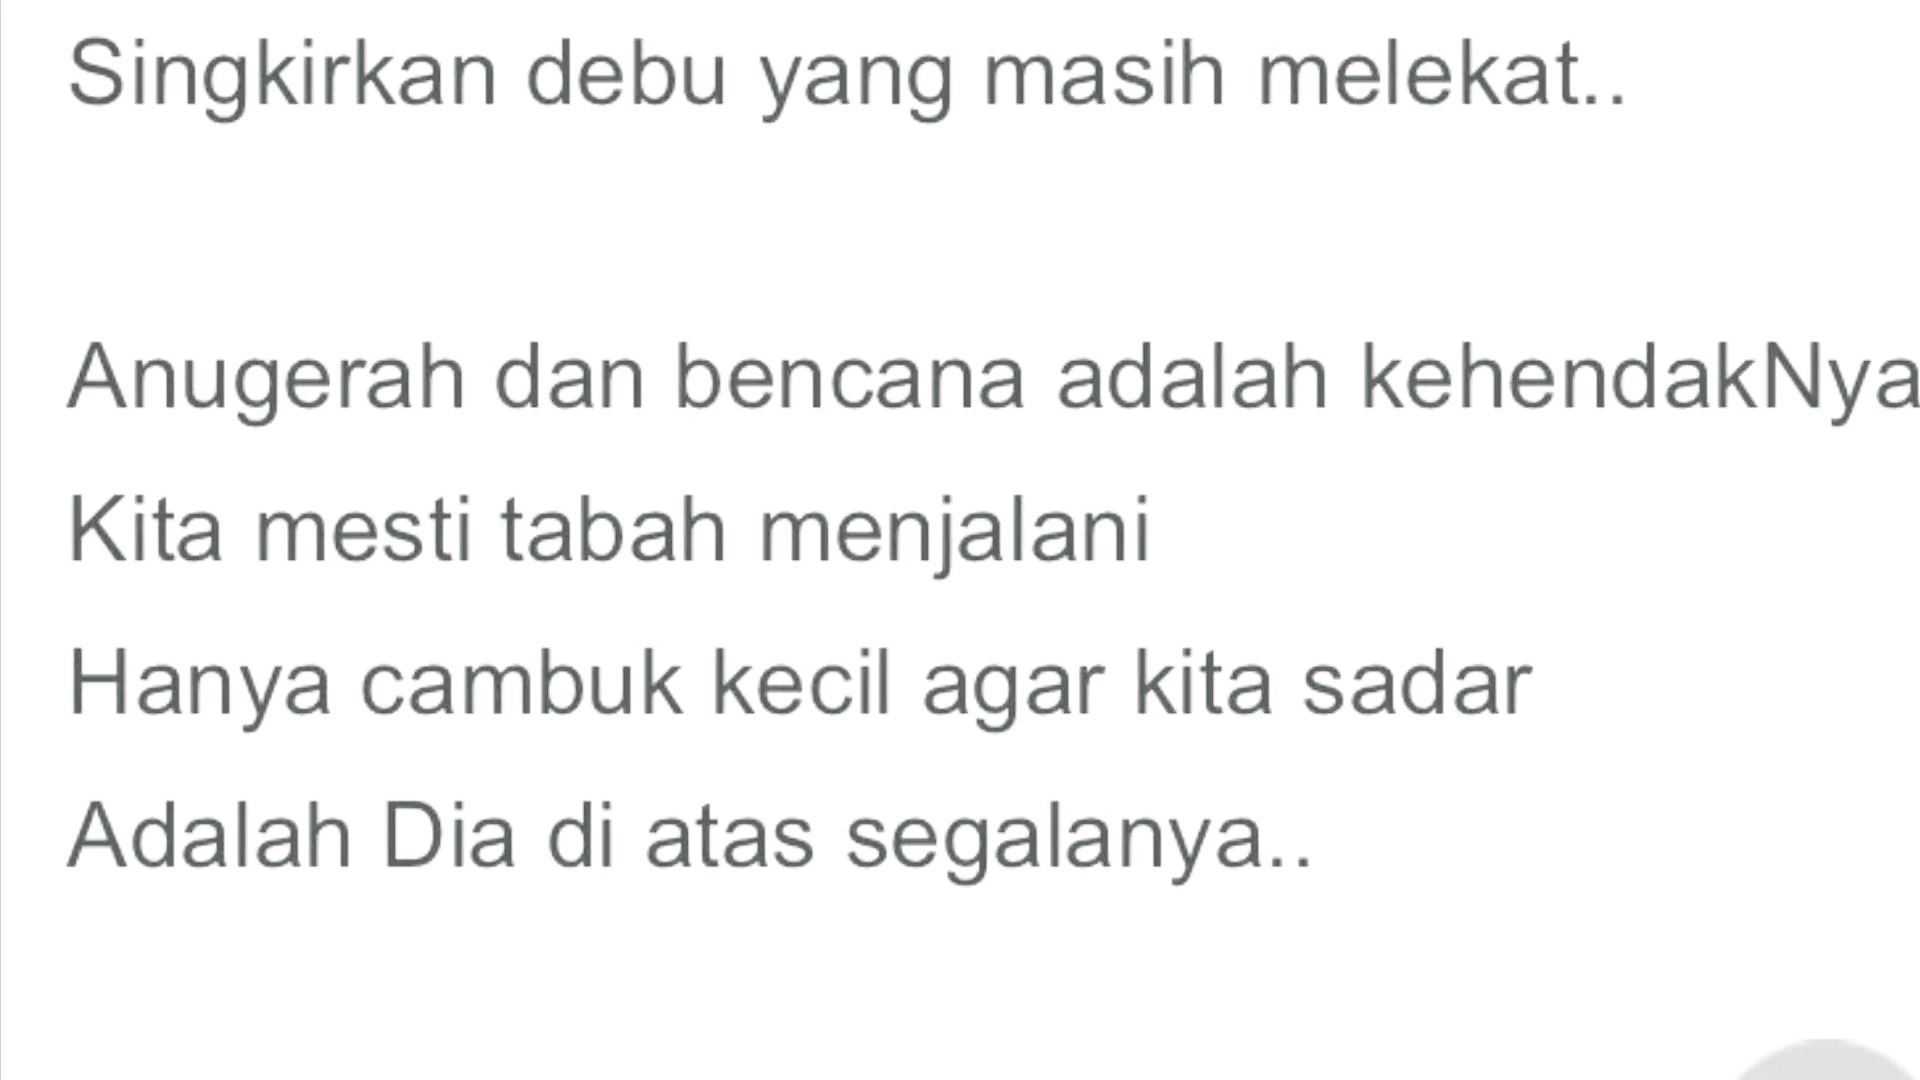 Singkirkan debu yang masih melekat..
Anugerah dan bencana adalah kehendakNya
Kita mesti tabah menjalani
Hanya cambuk kecil agar kita sadar
Adalah Dia di atas segalanya..